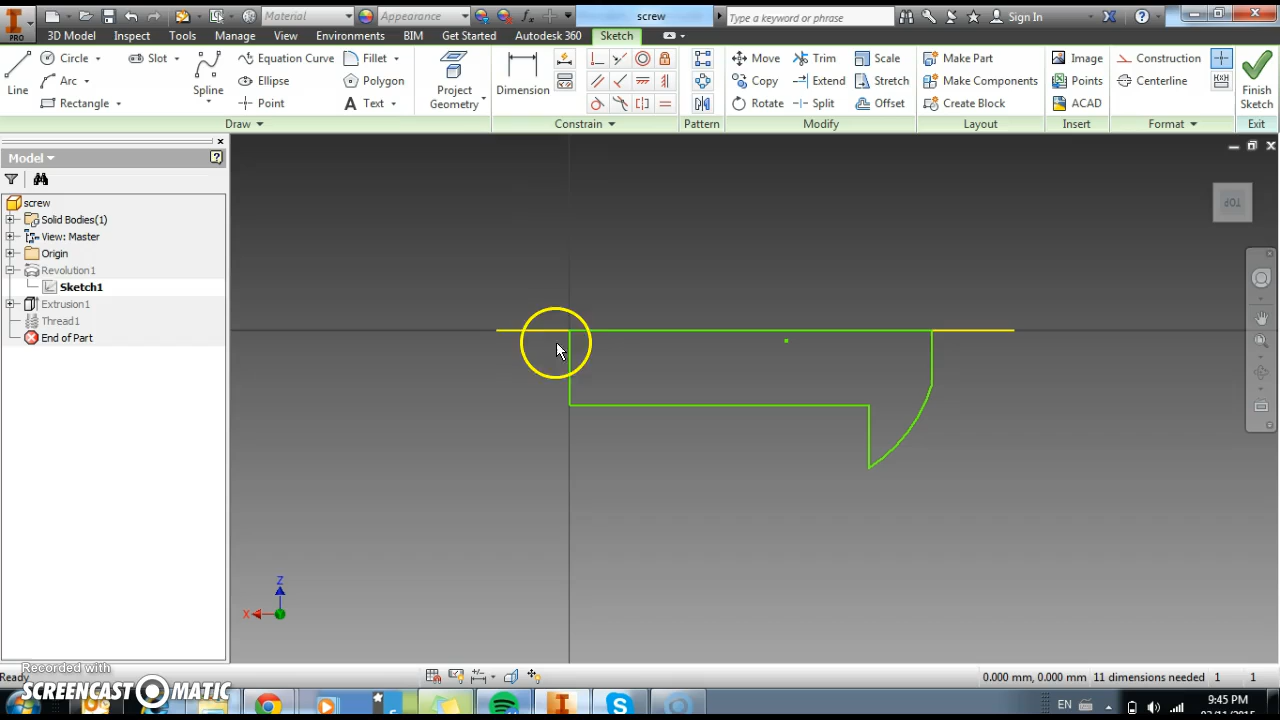 PRO
Material
Appearance
fx
screw
Type a keyword or phrase
Sign In
3D Model Inspect Tools Manage View Environments BIM Get Started Autodesk 360 Sketch
Line
Circle
Arc
Rectangle
Slot
Spline
Equation Curve
Ellipse
Point
Fillet
Polygon
A Text
Project
Geometry
Dimension
Move
Copy
Rotate
Trim
Extend
Split
Scale
Stretch
Offset
Make Part
Make Components
Create Block
Image
Points
ACAD
Construction
Centerline
Finish
Sketch
Draw
Constrain
Pattern
Modify
Layout
Insert
Format
Exit
Model
screw
Solid Bodies(1)
View: Master
Origin
Revolution1
Sketch1
Extrusion1
Thread1
End of Part
TOP
Z
X
Ready
0.000 mm, 0.000 mm 11 dimensions needed 1 1
Recorded with
SCREENCAST MATIC
EN
9:45 PM